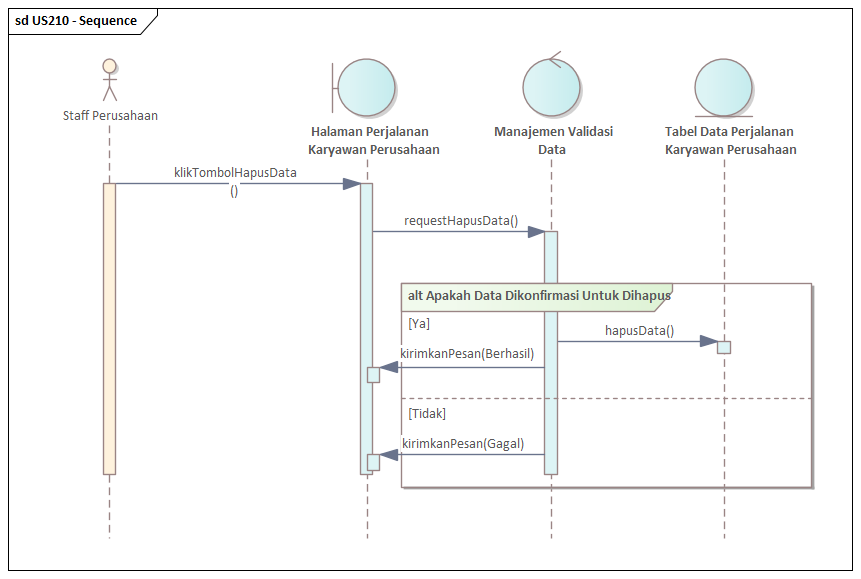 sd US210 - Sequence
Staff Perusahaan
Halaman Perjalanan
Karyawan Perusahaan
Manajemen Validasi
Data
Tabel Data Perjalanan
Karyawan Perusahaan
klikTombolHapusData
()
requestHapusData()
alt Apakah Data Dikonfirmasi Untuk Dihapus
[Ya]
hapusData()
kirimkanPesan(Berhasil)
[Tidak]
kirimkanPesan(Gagal)